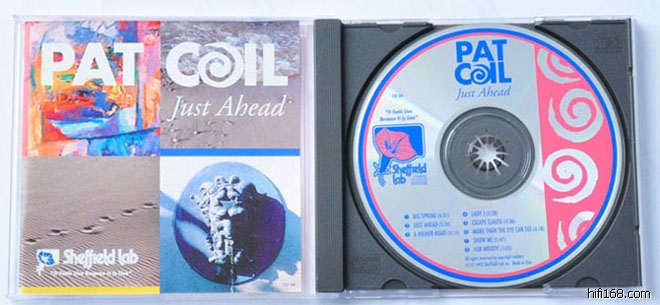 PAT COIL
Just Ahead
Sheffield lab
"It Feels Live Because It Is Live"
PAT
COIL
Just Ahead
"It Feels Live
Because It Is Live"
Sheffield
lab
BIG SPRING
JUST AHEAD
A HIGHER ROAD
LADY J
ESCAPE CLAUSE
MORE THAN THE EYE CAN SEE
SHOW ME
FOR WOODY
hifi168.com